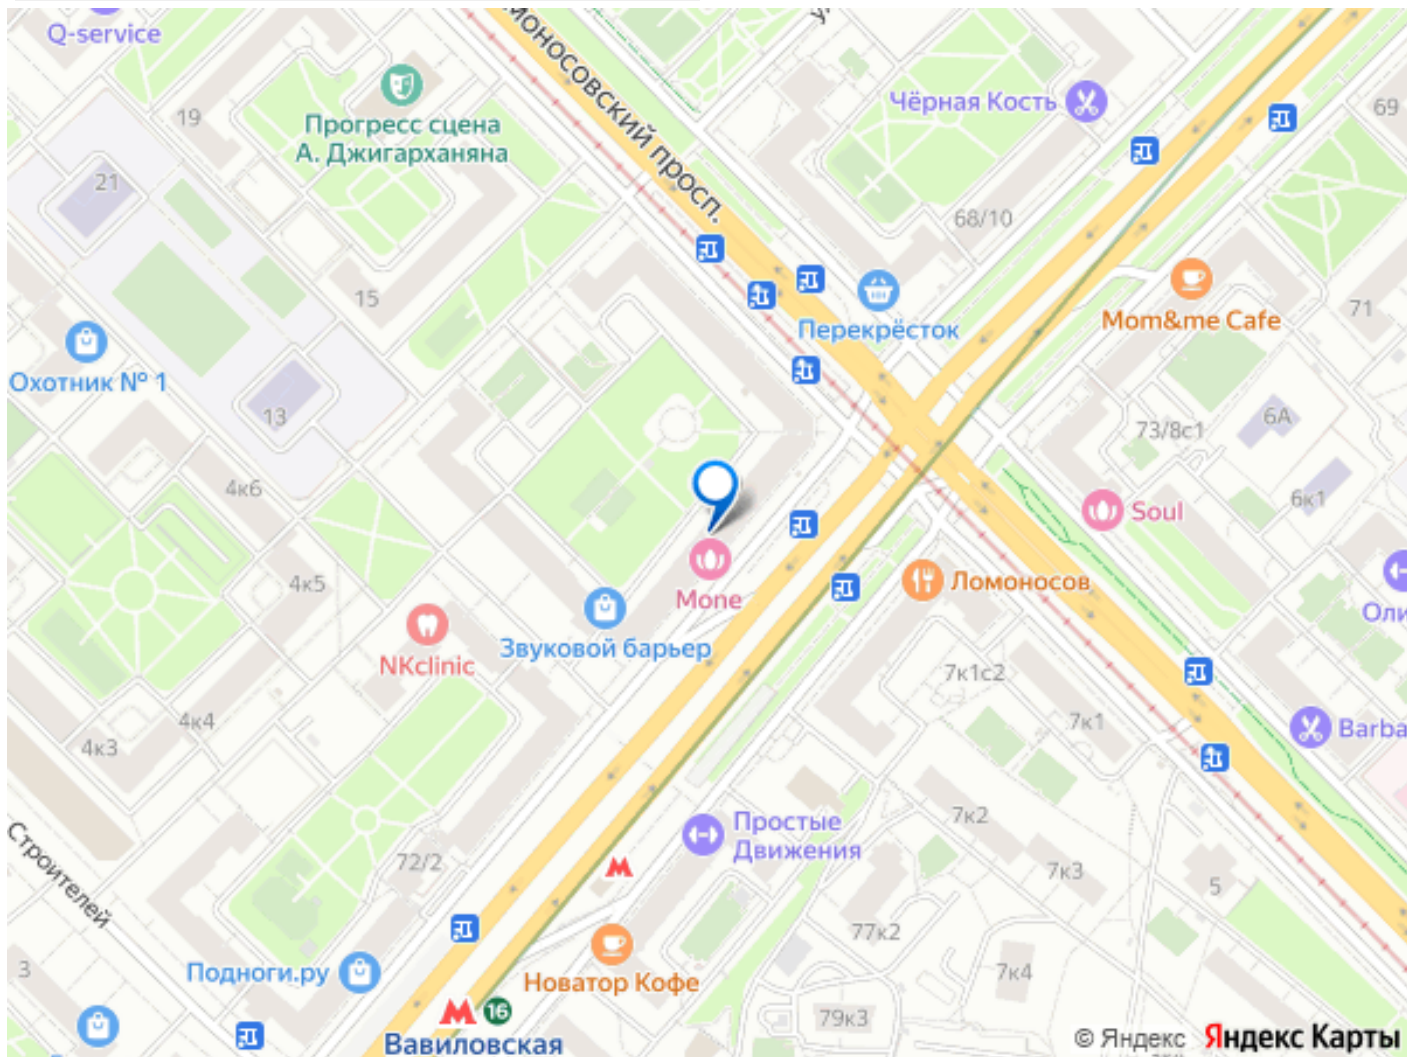 Q-service
моносовский просп.
Прогресс сцена
А. Джигарханяна
Чёрная Кость
69
19
21
68/10
15
Перекрёсток
Mom&me Cafe
71
Охотник № 1
13
73/8с1
6А
4к6
6к1
Soul
4к5
Mone
Ломоносов
Звуковой барьер
NKclinic
7к1с2
7к1
4к4
4к3
Barba
Простые
Движения
7к2
7к3
5
Строителей
72/2
77к2
3
Подноги.ру
Новатор Кофе
7к4
16
79к3
Вавиловская
© Яндекс Яндекс Карты